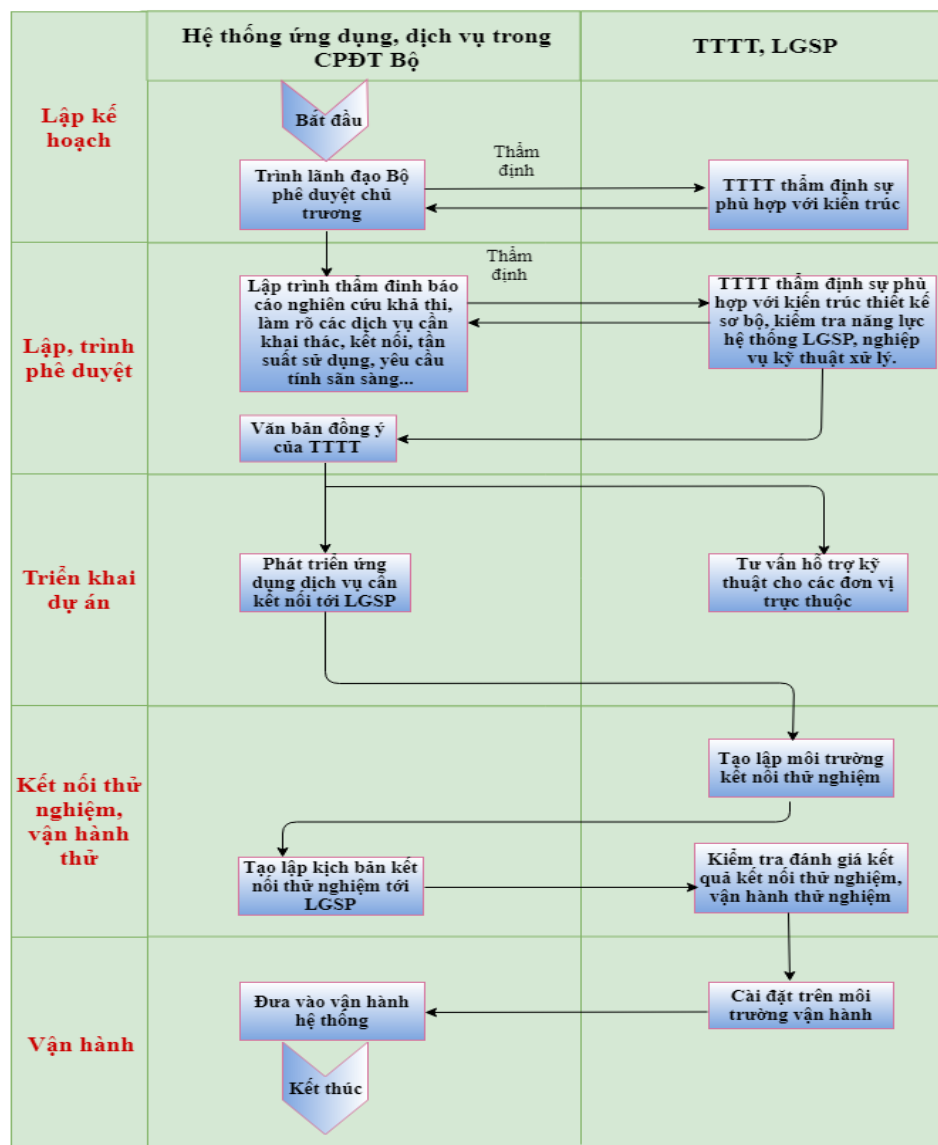 Hệ thống ứng dụng, dịch vụ trong
CPĐT Bộ
TTTT, LGSP
Lập kế
hoạch
Bắt đầu
Trình lãnh đạo Bộ
phê duyệt chủ
trương
Thẩm
định
TTTT thẩm định sự
phù hợp với kiến trúc
Lập, trình
phê duyệt
Lập trình thẩm đinh báo
cáo nghiên cứu khả thi,
làm rõ các dịch vụ cần
khai thác, kết nối, tần
suất sử dụng, yêu cầu
tính sẵn sàng...
Thẩm
định
TTTT thẩm định sự phù
hợp với kiến trúc thiết kế
sơ bộ, kiểm tra năng lực
hệ thống LGSP, nghiệp
vụ kỹ thuật xử lý.
Văn bản đồng ý
của TTTT
Triển khai
dự án
Phát triển ứng
dụng dịch vụ cần
kết nối tới LGSP
Tư vấn hỗ trợ kỹ
thuật cho các đơn vị
trực thuộc
Kết nối thử
nghiệm,
vận hành
thử
Tạo lập môi trường
kết nối thử nghiệm
Tạo lập kịch bản kết
nối thử nghiệm tới
LGSP
Kiểm tra đánh giá kết
quả kết nối thử nghiệm,
vận hành thử nghiệm
Vận hành
Đưa vào vận hành
hệ thống
Cài đặt trên môi
trường vận hành
Kết thúc